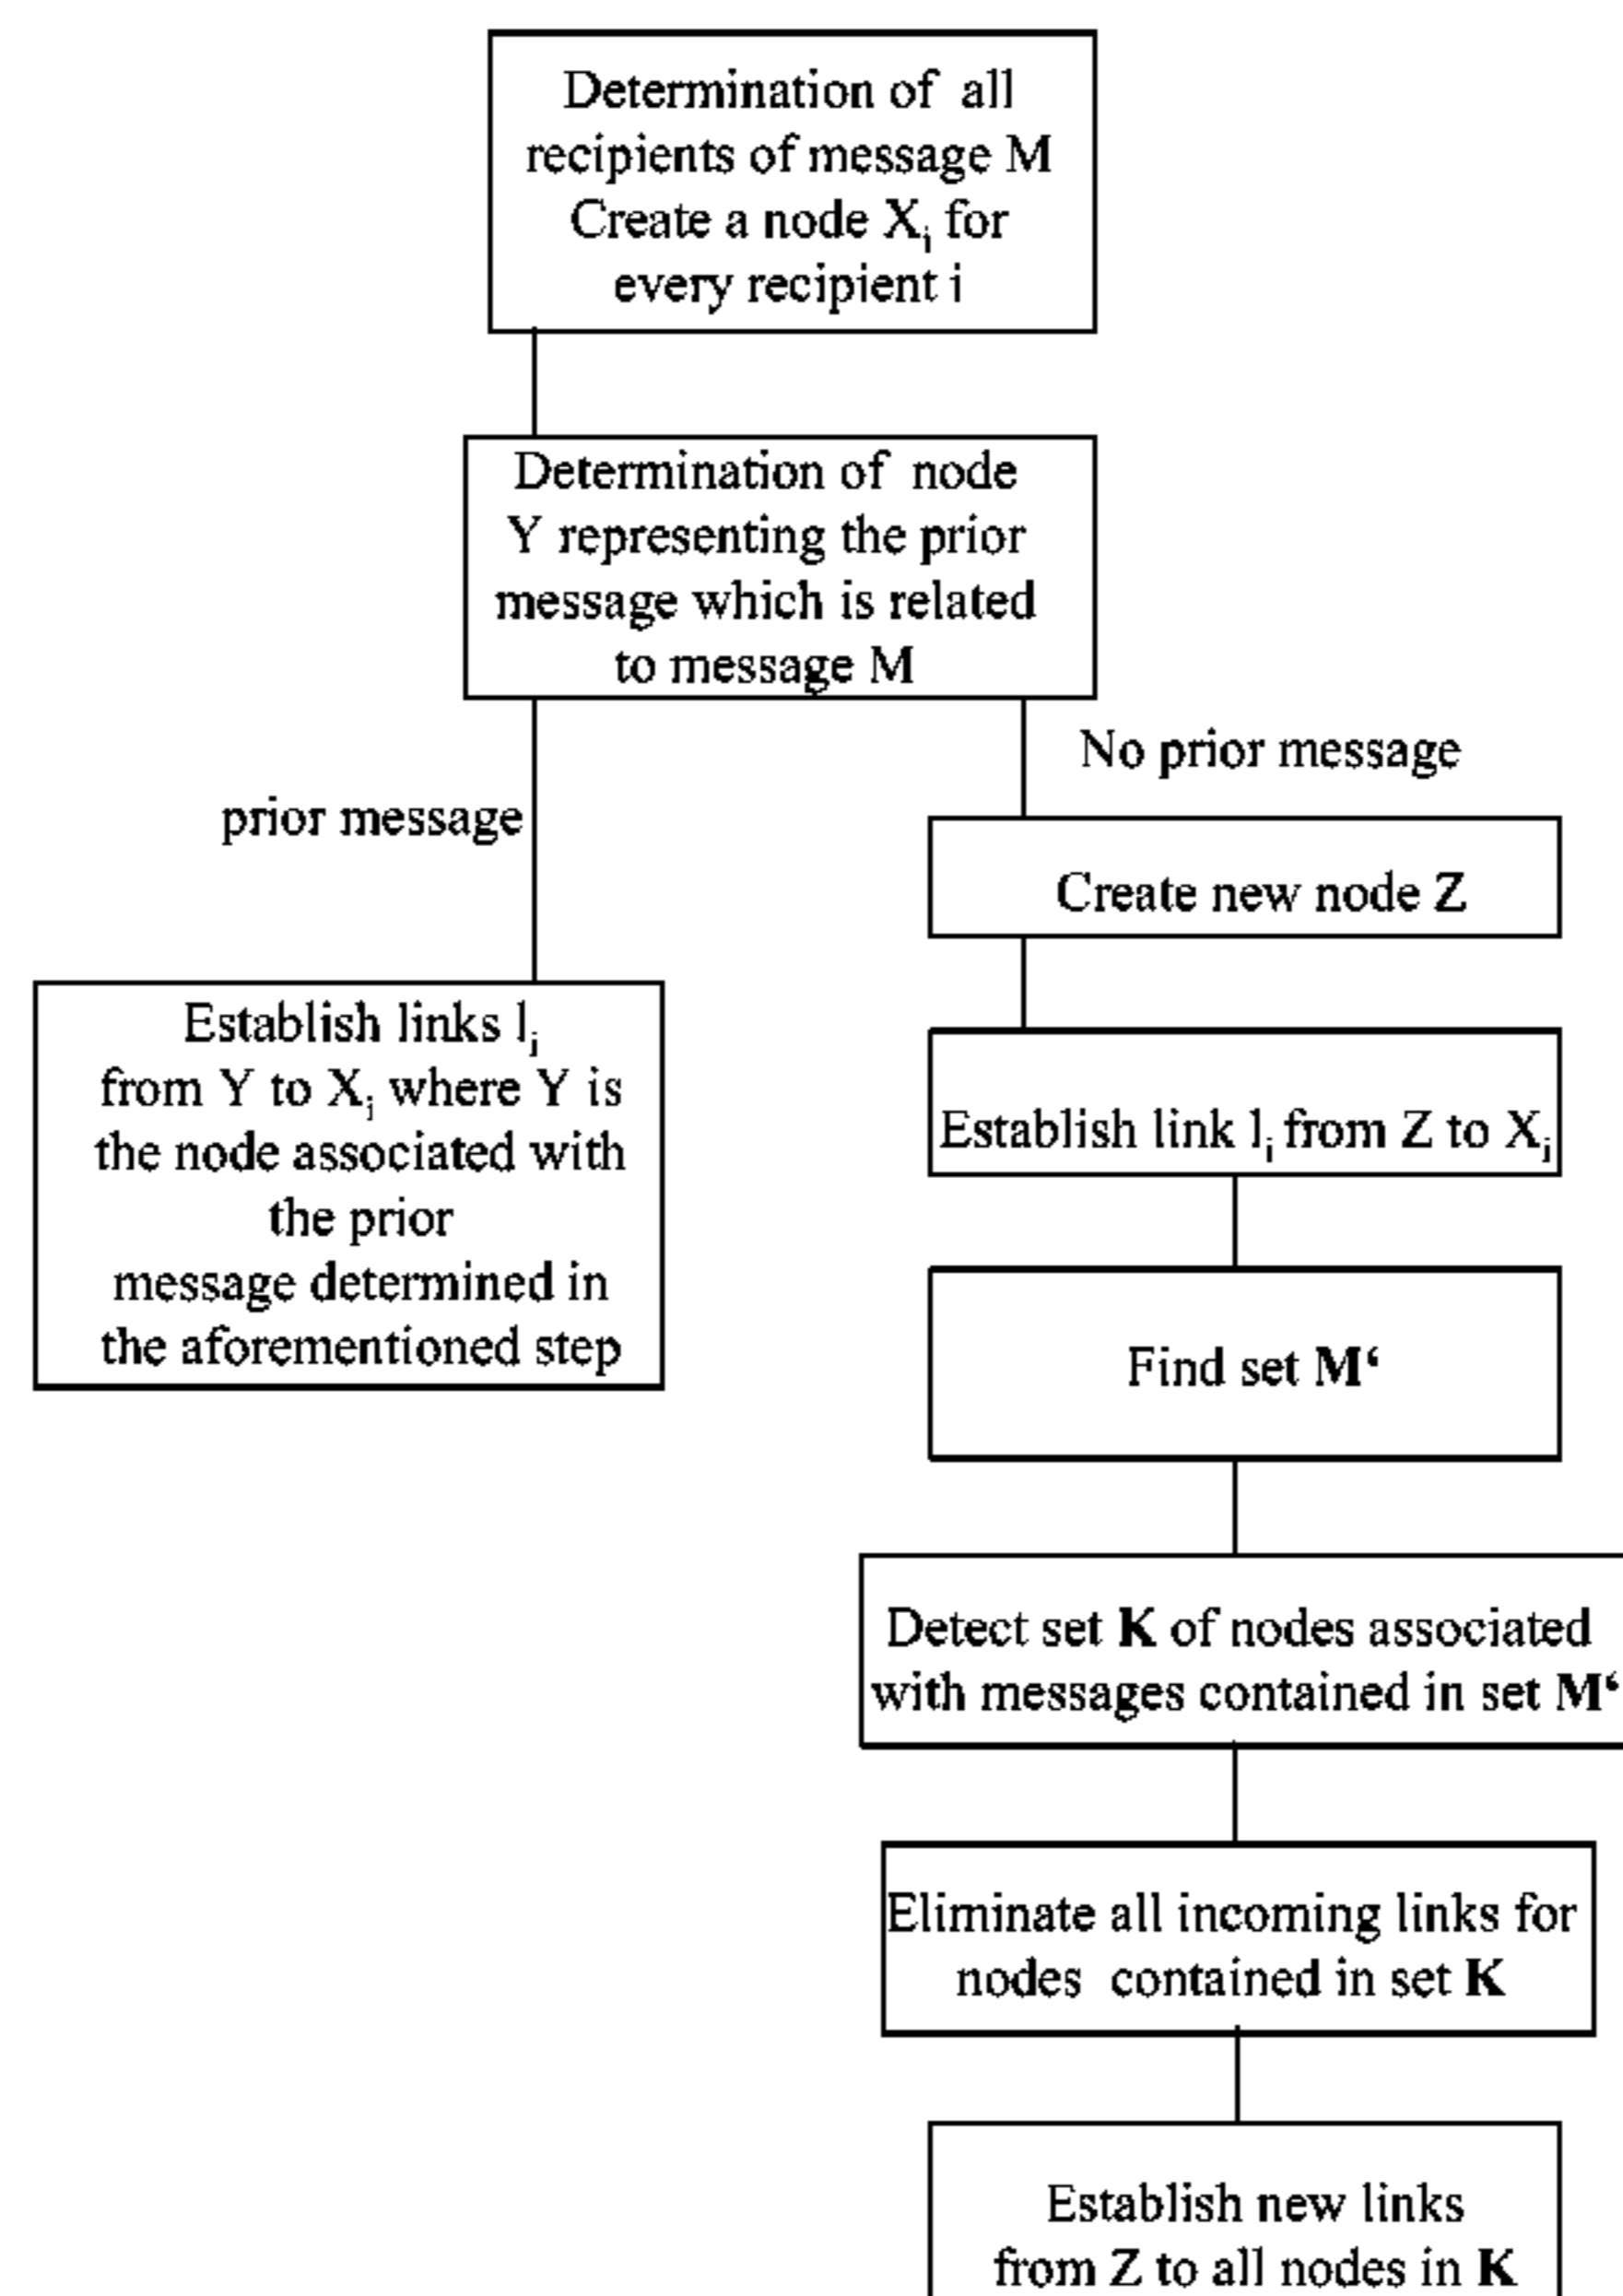 Determination of all
recipients of message M
Create a node Xi for
every recipient i
Determination of node
Y representing the prior
message which is related
to message M
No prior message
prior message
Create new node Z
Establish links li
from Y to Xi where Y is
the node associated with
the prior
message determined in
the aforementioned step
Establish link li from Z to Xi
Find set M‘
Detect set K of nodes associated
with messages contained in set M‘
Eliminate all incoming links for
nodes contained in set K
Establish new links
from Z to all nodes in K